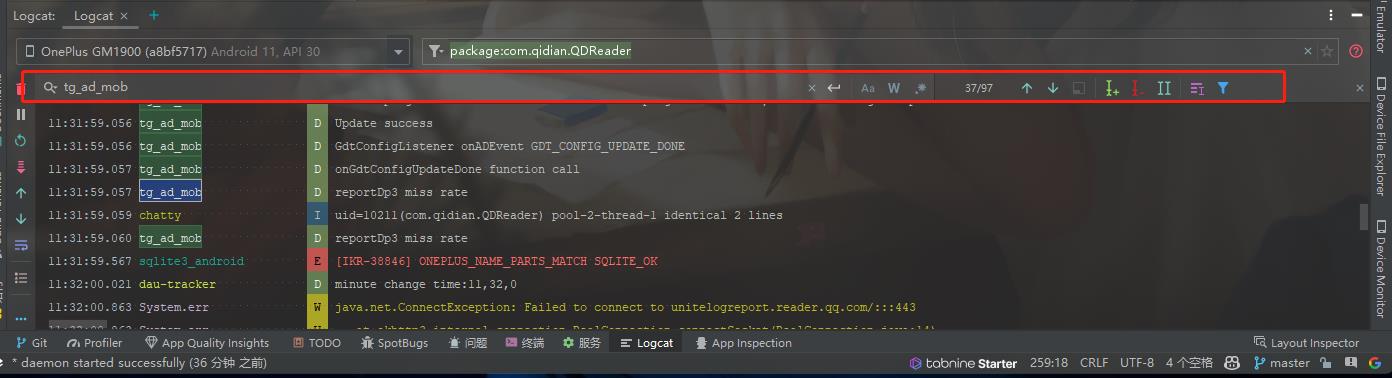 Logcat: Logcat
OnePlus GM1900 (a8bf5717) Android 11, API 30 package:com.qidian.QDReader
tg_ad_mob Aa W .* 37/97
11:31:59.056 tg_ad_mob D Update success
11:31:59.056 tg_ad_mob D GdtConfigListener onADEvent GDT_CONFIG_UPDATE_DONE
11:31:59.057 tg_ad_mob D onGdtConfigUpdateDone function call
11:31:59.057 tg_ad_mob D reportDp3 miss rate
11:31:59.059 chatty I uid=10211(com.qidian.QDReader) pool-2-thread-1 identical 2 lines
11:31:59.060 tg_ad_mob D reportDp3 miss rate
11:31:59.567 sqlite3_android E [IKR-38846] ONEPLUS_NAME_PARTS_MATCH SQLITE_OK
11:32:00.021 dau-tracker D minute change time:11,32,0
11:32:00.863 System.err W java.net.ConnectException: Failed to connect to unitelogreport.reader.qq.com/:::443
Emulator
Device File Explorer
Device Monitor
Git Profiler App Quality Insights TODO SpotBugs 问题 终端 服务 Logcat App Inspection Layout Inspector
* daemon started successfully (36 分钟 之前) tabnine Starter 259:18 CRLF UTF-8 4 个空格 master